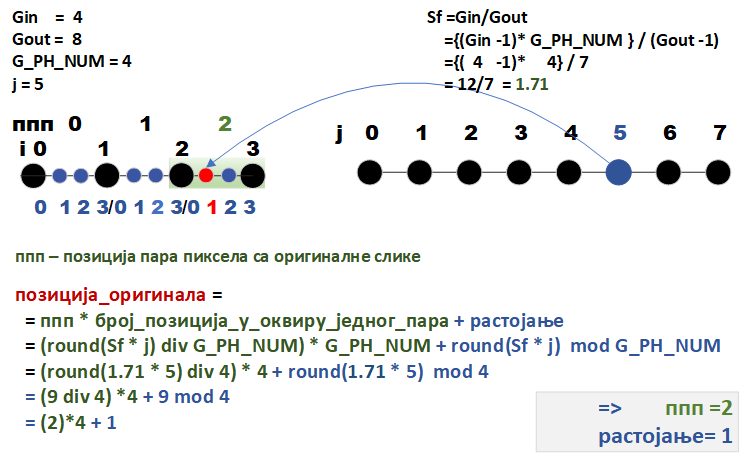 Gin = 4
Gout = 8
G_PH_NUM = 4
j = 5
Sf =Gin/Gout
={(Gin -1)* G_PH_NUM } / (Gout -1)
={( 4 -1)* 4} / 7
= 12/7 = 1.71
ппп 0 1 2
i 0 1 2 3
0 1 2 3/0 1 2 3/0 1 2 3
j 0 1 2 3 4 5 6 7
ппп – позиција пара пиксела са оригиналне слике
позиција_оригинала =
= ппп * број_позиција_у_оквиру_једног_пара + растојање
= (round(Sf * j) div G_PH_NUM) * G_PH_NUM + round(Sf * j) mod G_PH_NUM
= (round(1.71 * 5) div 4) * 4 + round(1.71 * 5) mod 4
= (9 div 4) *4 + 9 mod 4
= (2)*4 + 1
=> ппп =2
растојање= 1